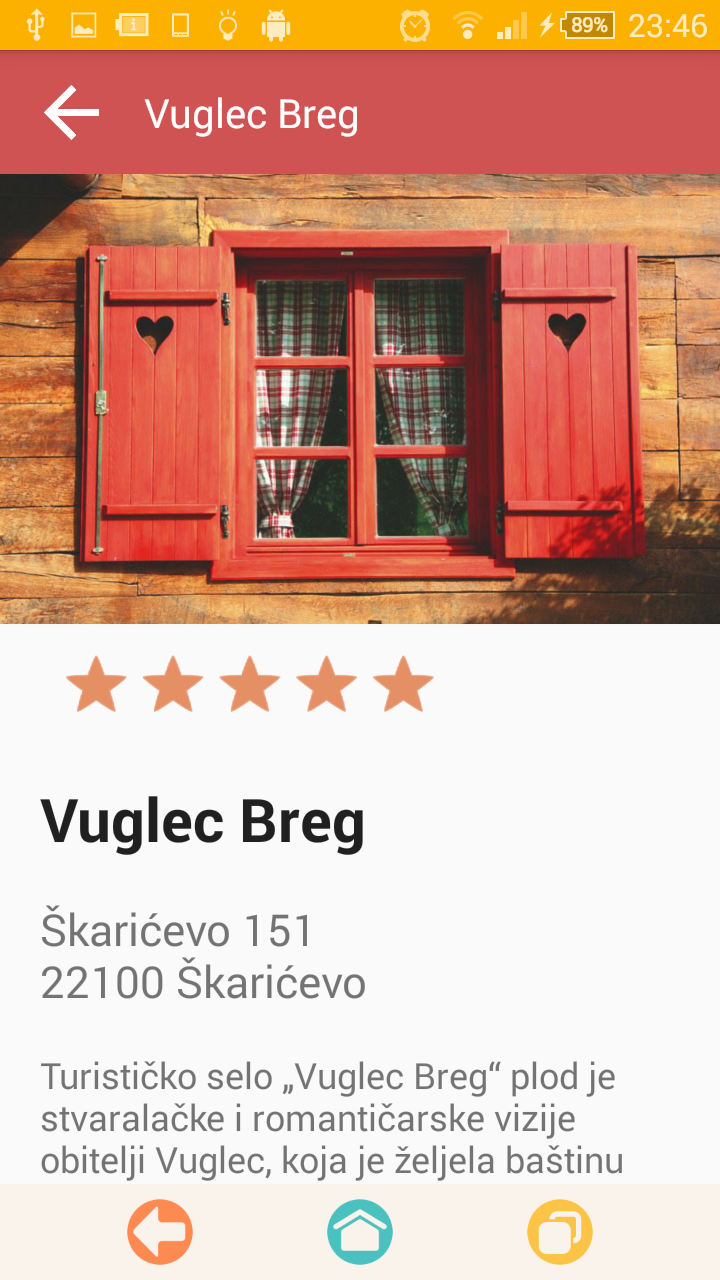 89% 23:46
Vuglec Breg
Vuglec Breg
Škarićevo 151
22100 Škarićevo
Turističko selo „Vuglec Breg“ plod je
stvaralačke i romantičarske vizije
obitelji Vuglec, koja je željela baštinu